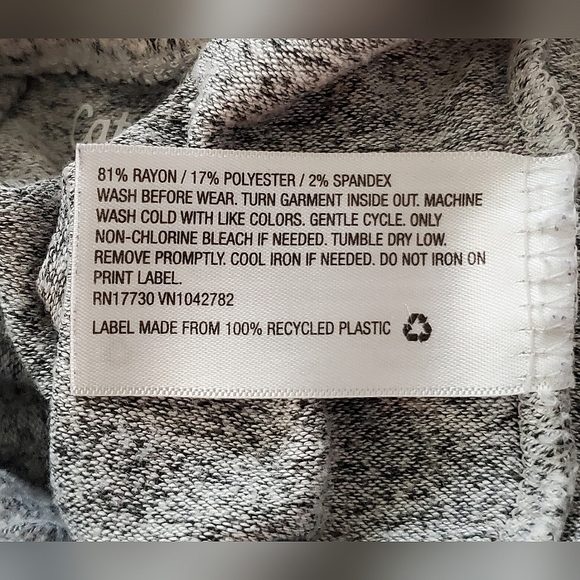 Cat
81% RAYON / 17% POLYESTER / 2% SPANDEX
WASH BEFORE WEAR. TURN GARMENT INSIDE OUT. MACHINE
WASH COLD WITH LIKE COLORS. GENTLE CYCLE. ONLY
NON-CHLORINE BLEACH IF NEEDED. TUMBLE DRY LOW.
REMOVE PROMPTLY. COOL IRON IF NEEDED. DO NOT IRON ON
PRINT LABEL.
RN17730 VN1042782
LABEL MADE FROM 100% RECYCLED PLASTIC